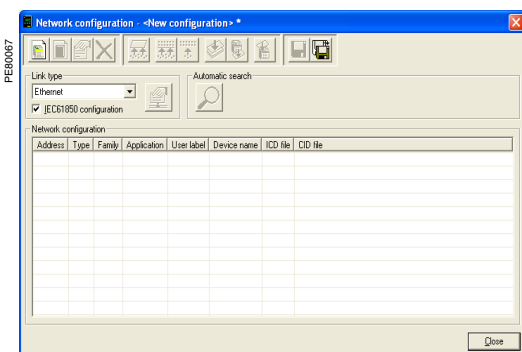 PE80067
Network configuration - <New configuration> *
Link type
Automatic search
Ethernet
IEC61850 configuration
Network configuration
Address Type Family Application User label Device name ICD file CID file
Close